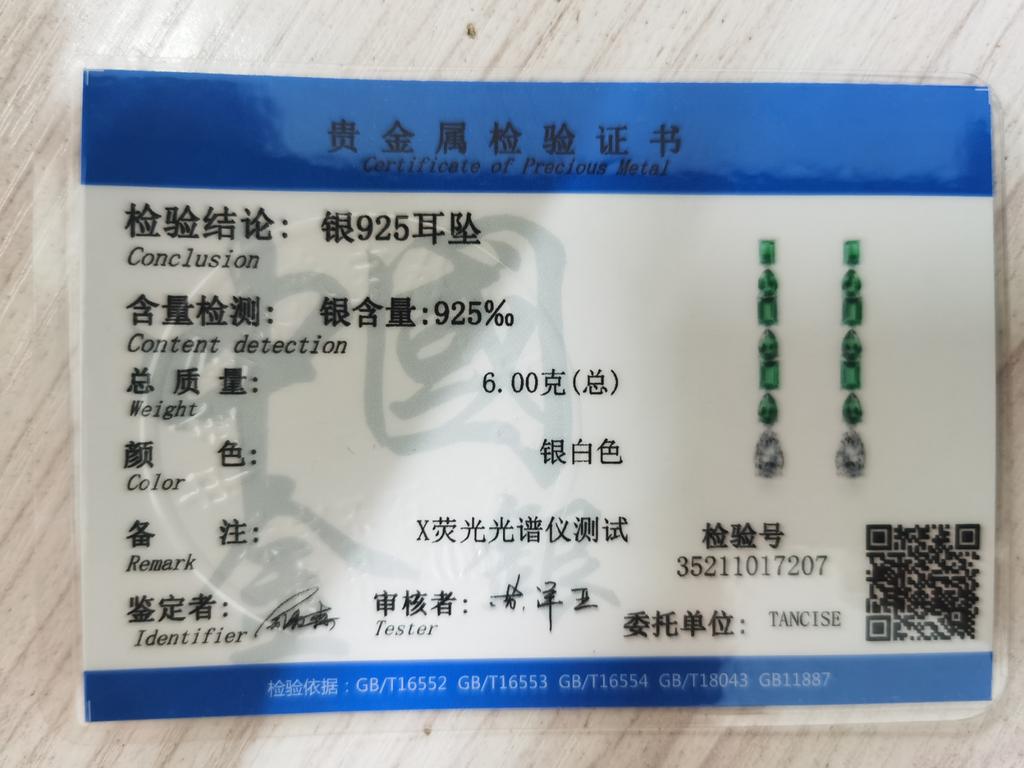 贵金属检验证书
Certificate of Precious Metal
检验结论: 银925耳坠
Conclusion
含量检测: 银含量:925‰
Content detection
总质量: 6.00克(总)
Weight
颜色: 银白色
Color
备注: X荧光光谱仪测试
Remark
检验号
35211017207
鉴定者:
Identifier
审核者:
Tester
委托单位: TANCISE
检验依据：GB/T16552 GB/T16553 GB/T16554 GB/T18043 GB11887